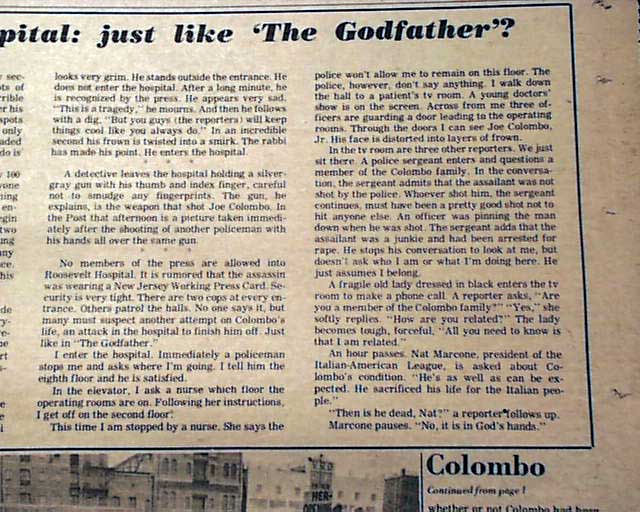 pital: just like 'The Godfather'?
sec-
ts of
rrible
er his
spots
only
aded
do is
y 100
yone
ning
en-
egin
two
ung
any
ce.
his
de
ry-
e-
ert
s-
pe
ei
looks very grim. He stands outside the entrance. He
does not enter the hospital. After a long minute, he
is recognized by the press. He appears very sad.
"This is a tragedy," he mourns. And then he follows
with a dig, "But you guys (the reporters) will keep
things cool like you always do." In an incredible
second his frown is twisted into a smirk. The rabbi
has made his point. He enters the hospital.
A detective leaves the hospital holding a silver-
gray gun with his thumb and index finger, careful
not to smudge any fingerprints. The gun, he
explains, is the weapon that shot Joe Colombo. In
the Post that afternoon is a picture taken immedi-
ately after the shooting of another policeman with
his hands all over the same gun.
No members of the press are allowed into
Roosevelt Hospital. It is rumored that the assassin
was wearing a New Jersey Working Press Card. Se-
curity is very tight. There are two cops at every en-
trance. Others patrol the halls. No one says it, but
many must suspect another attempt on Colombo's
life, an attack in the hospital to finish him off. Just
like in "The Godfather."
I enter the hospital. Immediately a policeman
stops me and asks where I'm going. I tell him the
eighth floor and he is satisfied.
In the elevator, I ask a nurse which floor the
operating rooms are on. Following her instructions,
I get off on the second floor!
This time I am stopped by a nurse. She says the
police won't allow me to remain on this floor. The
police, however, don't say anything. I walk down
the hall to a patient's tv room. A young doctors'
show is on the screen. Across from me three of-
ficers are guarding a door leading to the operating
rooms. Through the doors I can see Joe Colombo,
Jr. His face is distorted into layers of frown.
In the tv room are three other reporters. We just
sit there. A police sergeant enters and questions a
member of the Colombo family. In the conversa-
tion, the sergeant admits that the assailant was not
shot by the police. Whoever shot him, the sergeant
continues, must have been a pretty good shot not to
hit anyone else. An officer was pinning the man
down when he was shot. The sergeant adds that the
assailant was a junkie and had been arrested for
rape. He stops his conversation to look at me, but
doesn't ask who I am or what I'm doing here. He
just assumes I belong.
A fragile old lady dressed in black enters the tv
room to make a phone call. A reporter asks, "Are
you a member of the Colombo family?" "Yes," she
softly replies. "How are you related?" The lady
becomes tough, forceful, "All you need to know is
that I am related."
An hour passes. Nat Marcone, president of the
Italian-American League, is asked about Co-
lombo's condition. "He's as well as can be ex-
pected. He sacrificed his life for the Italian peo-
ple."
"Then is he dead, Nat?" a reporter follows up.
Marcone pauses. "No, it is in God's hands."
HER-
Colombo
Continued from page 1
whether or not Colombo had been